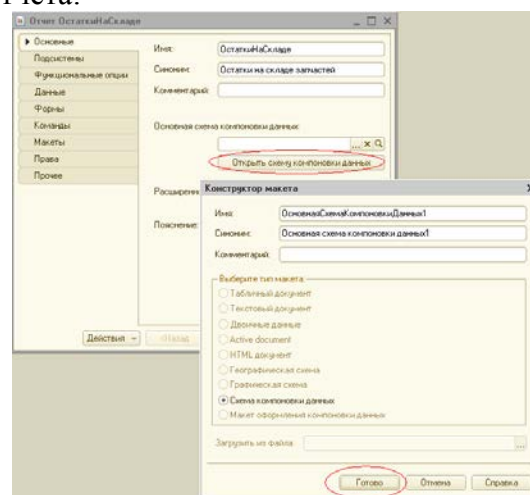 Отчет ОстаткиНаСкладе
Основные
Подсистемы
Функциональные опции
Данные
Формы
Команды
Макеты
Права
Прочее
Имя:
ОстаткиНаСкладе
Синоним:
Остатки на складе запчастей
Комментарий:
Основная схема компоновки данных:
Открыть схему компоновки данных
Пояснение:
Действия
Назад
Конструктор макета
Имя:
ОсновнаяСхемаКомпоновкиДанных1
Синоним:
Основная схема компоновки данных1
Комментарий:
Выберите тип макета:
Табличный документ
Текстовый документ
Двоичные данные
Active document
HTML документ
Географическая схема
Графическая схема
Схема компоновки данных
Макет оформления компоновки данных
Загрузить из файла:
Готово
Отмена
Справка